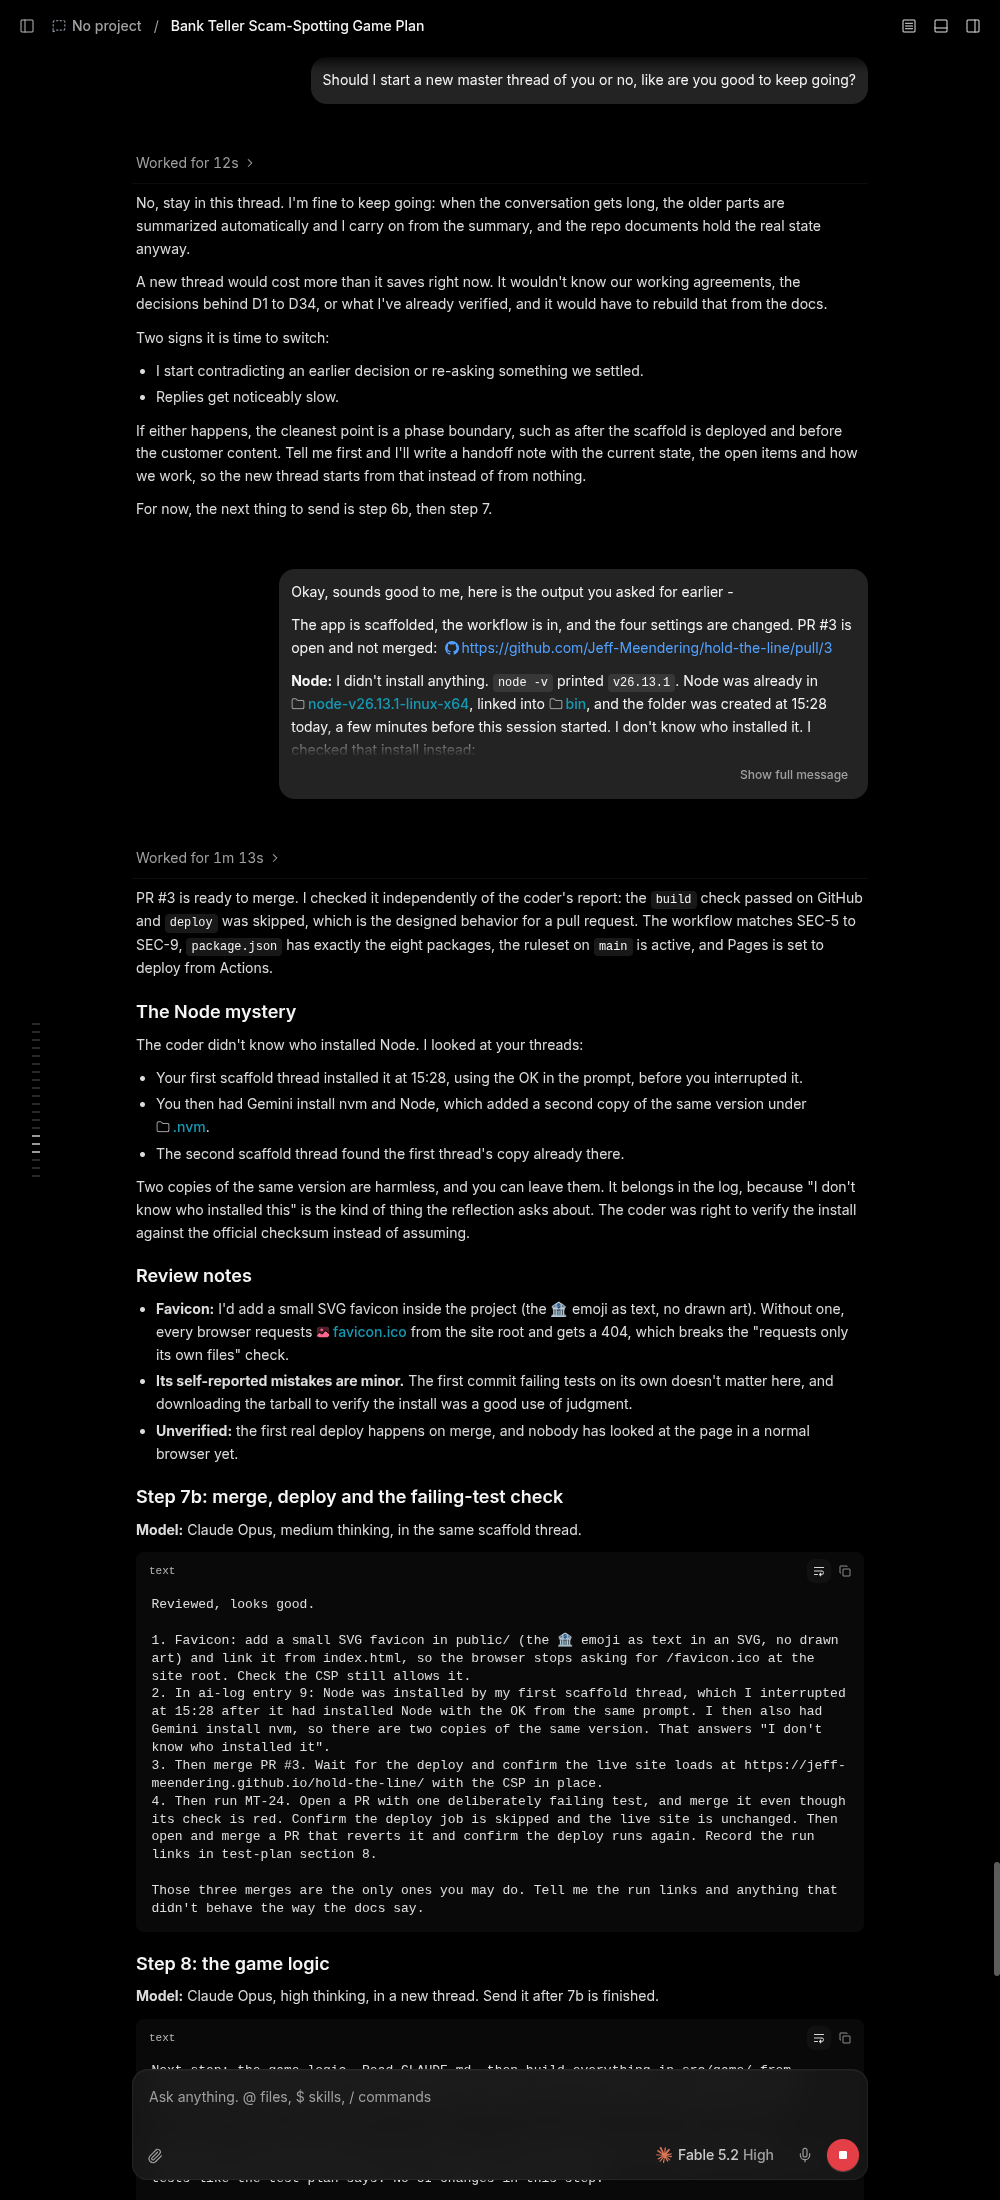 No project / Bank Teller Scam-Spotting Game Plan
Should I start a new master thread of you or no, like are you good to keep going?
Worked for 12s
No, stay in this thread. I'm fine to keep going: when the conversation gets long, the older parts are
summarized automatically and I carry on from the summary, and the repo documents hold the real state
anyway.
A new thread would cost more than it saves right now. It wouldn't know our working agreements, the
decisions behind D1 to D34, or what I've already verified, and it would have to rebuild that from the docs.
Two signs it is time to switch:
• I start contradicting an earlier decision or re-asking something we settled.
• Replies get noticeably slow.
If either happens, the cleanest point is a phase boundary, such as after the scaffold is deployed and before
the customer content. Tell me first and I'll write a handoff note with the current state, the open items and how
we work, so the new thread starts from that instead of from nothing.
For now, the next thing to send is step 6b, then step 7.
Okay, sounds good to me, here is the output you asked for earlier -
The app is scaffolded, the workflow is in, and the four settings are changed. PR #3 is
open and not merged: https://github.com/Jeff-Meendering/hold-the-line/pull/3
Node: I didn't install anything. node -v printed v26.13.1. Node was already in
node-v26.13.1-linux-x64, linked into bin, and the folder was created at 15:28
today, a few minutes before this session started. I don't know who installed it. I
checked that install instead:
Show full message
Worked for 1m 13s
PR #3 is ready to merge. I checked it independently of the coder's report: the build check passed on GitHub
and deploy was skipped, which is the designed behavior for a pull request. The workflow matches SEC-5 to
SEC-9, package.json has exactly the eight packages, the ruleset on main is active, and Pages is set to
deploy from Actions.
The Node mystery
The coder didn't know who installed Node. I looked at your threads:
• Your first scaffold thread installed it at 15:28, using the OK in the prompt, before you interrupted it.
• You then had Gemini install nvm and Node, which added a second copy of the same version under
.nvm.
• The second scaffold thread found the first thread's copy already there.
Two copies of the same version are harmless, and you can leave them. It belongs in the log, because "I don't
know who installed this" is the kind of thing the reflection asks about. The coder was right to verify the install
against the official checksum instead of assuming.
Review notes
• Favicon: I'd add a small SVG favicon inside the project (the 🏦 emoji as text, no drawn art). Without one,
every browser requests favicon.ico from the site root and gets a 404, which breaks the "requests only
its own files" check.
• Its self-reported mistakes are minor. The first commit failing tests on its own doesn't matter here, and
downloading the tarball to verify the install was a good use of judgment.
• Unverified: the first real deploy happens on merge, and nobody has looked at the page in a normal
browser yet.
Step 7b: merge, deploy and the failing-test check
Model: Claude Opus, medium thinking, in the same scaffold thread.
text
Reviewed, looks good.
1. Favicon: add a small SVG favicon in public/ (the 🏦 emoji as text in an SVG, no drawn
art) and link it from index.html, so the browser stops asking for /favicon.ico at the
site root. Check the CSP still allows it.
2. In ai-log entry 9: Node was installed by my first scaffold thread, which I interrupted
at 15:28 after it had installed Node with the OK from the same prompt. I then also had
Gemini install nvm, so there are two copies of the same version. That answers "I don't
know who installed it".
3. Then merge PR #3. Wait for the deploy and confirm the live site loads at https://jeff-
meendering.github.io/hold-the-line/ with the CSP in place.
4. Then run MT-24. Open a PR with one deliberately failing test, and merge it even though
its check is red. Confirm the deploy job is skipped and the live site is unchanged. Then
open and merge a PR that reverts it and confirm the deploy runs again. Record the run
links in test-plan section 8.
Those three merges are the only ones you may do. Tell me the run links and anything that
didn't behave the way the docs say.
Step 8: the game logic
Model: Claude Opus, high thinking, in a new thread. Send it after 7b is finished.
text
Next step: the game logic. Read CLAUDE.md, then build everything in src/game/ from
Ask anything. @ files, $ skills, / commands
Fable 5.2 High
tests like the test plan says. No UI changes in this step.